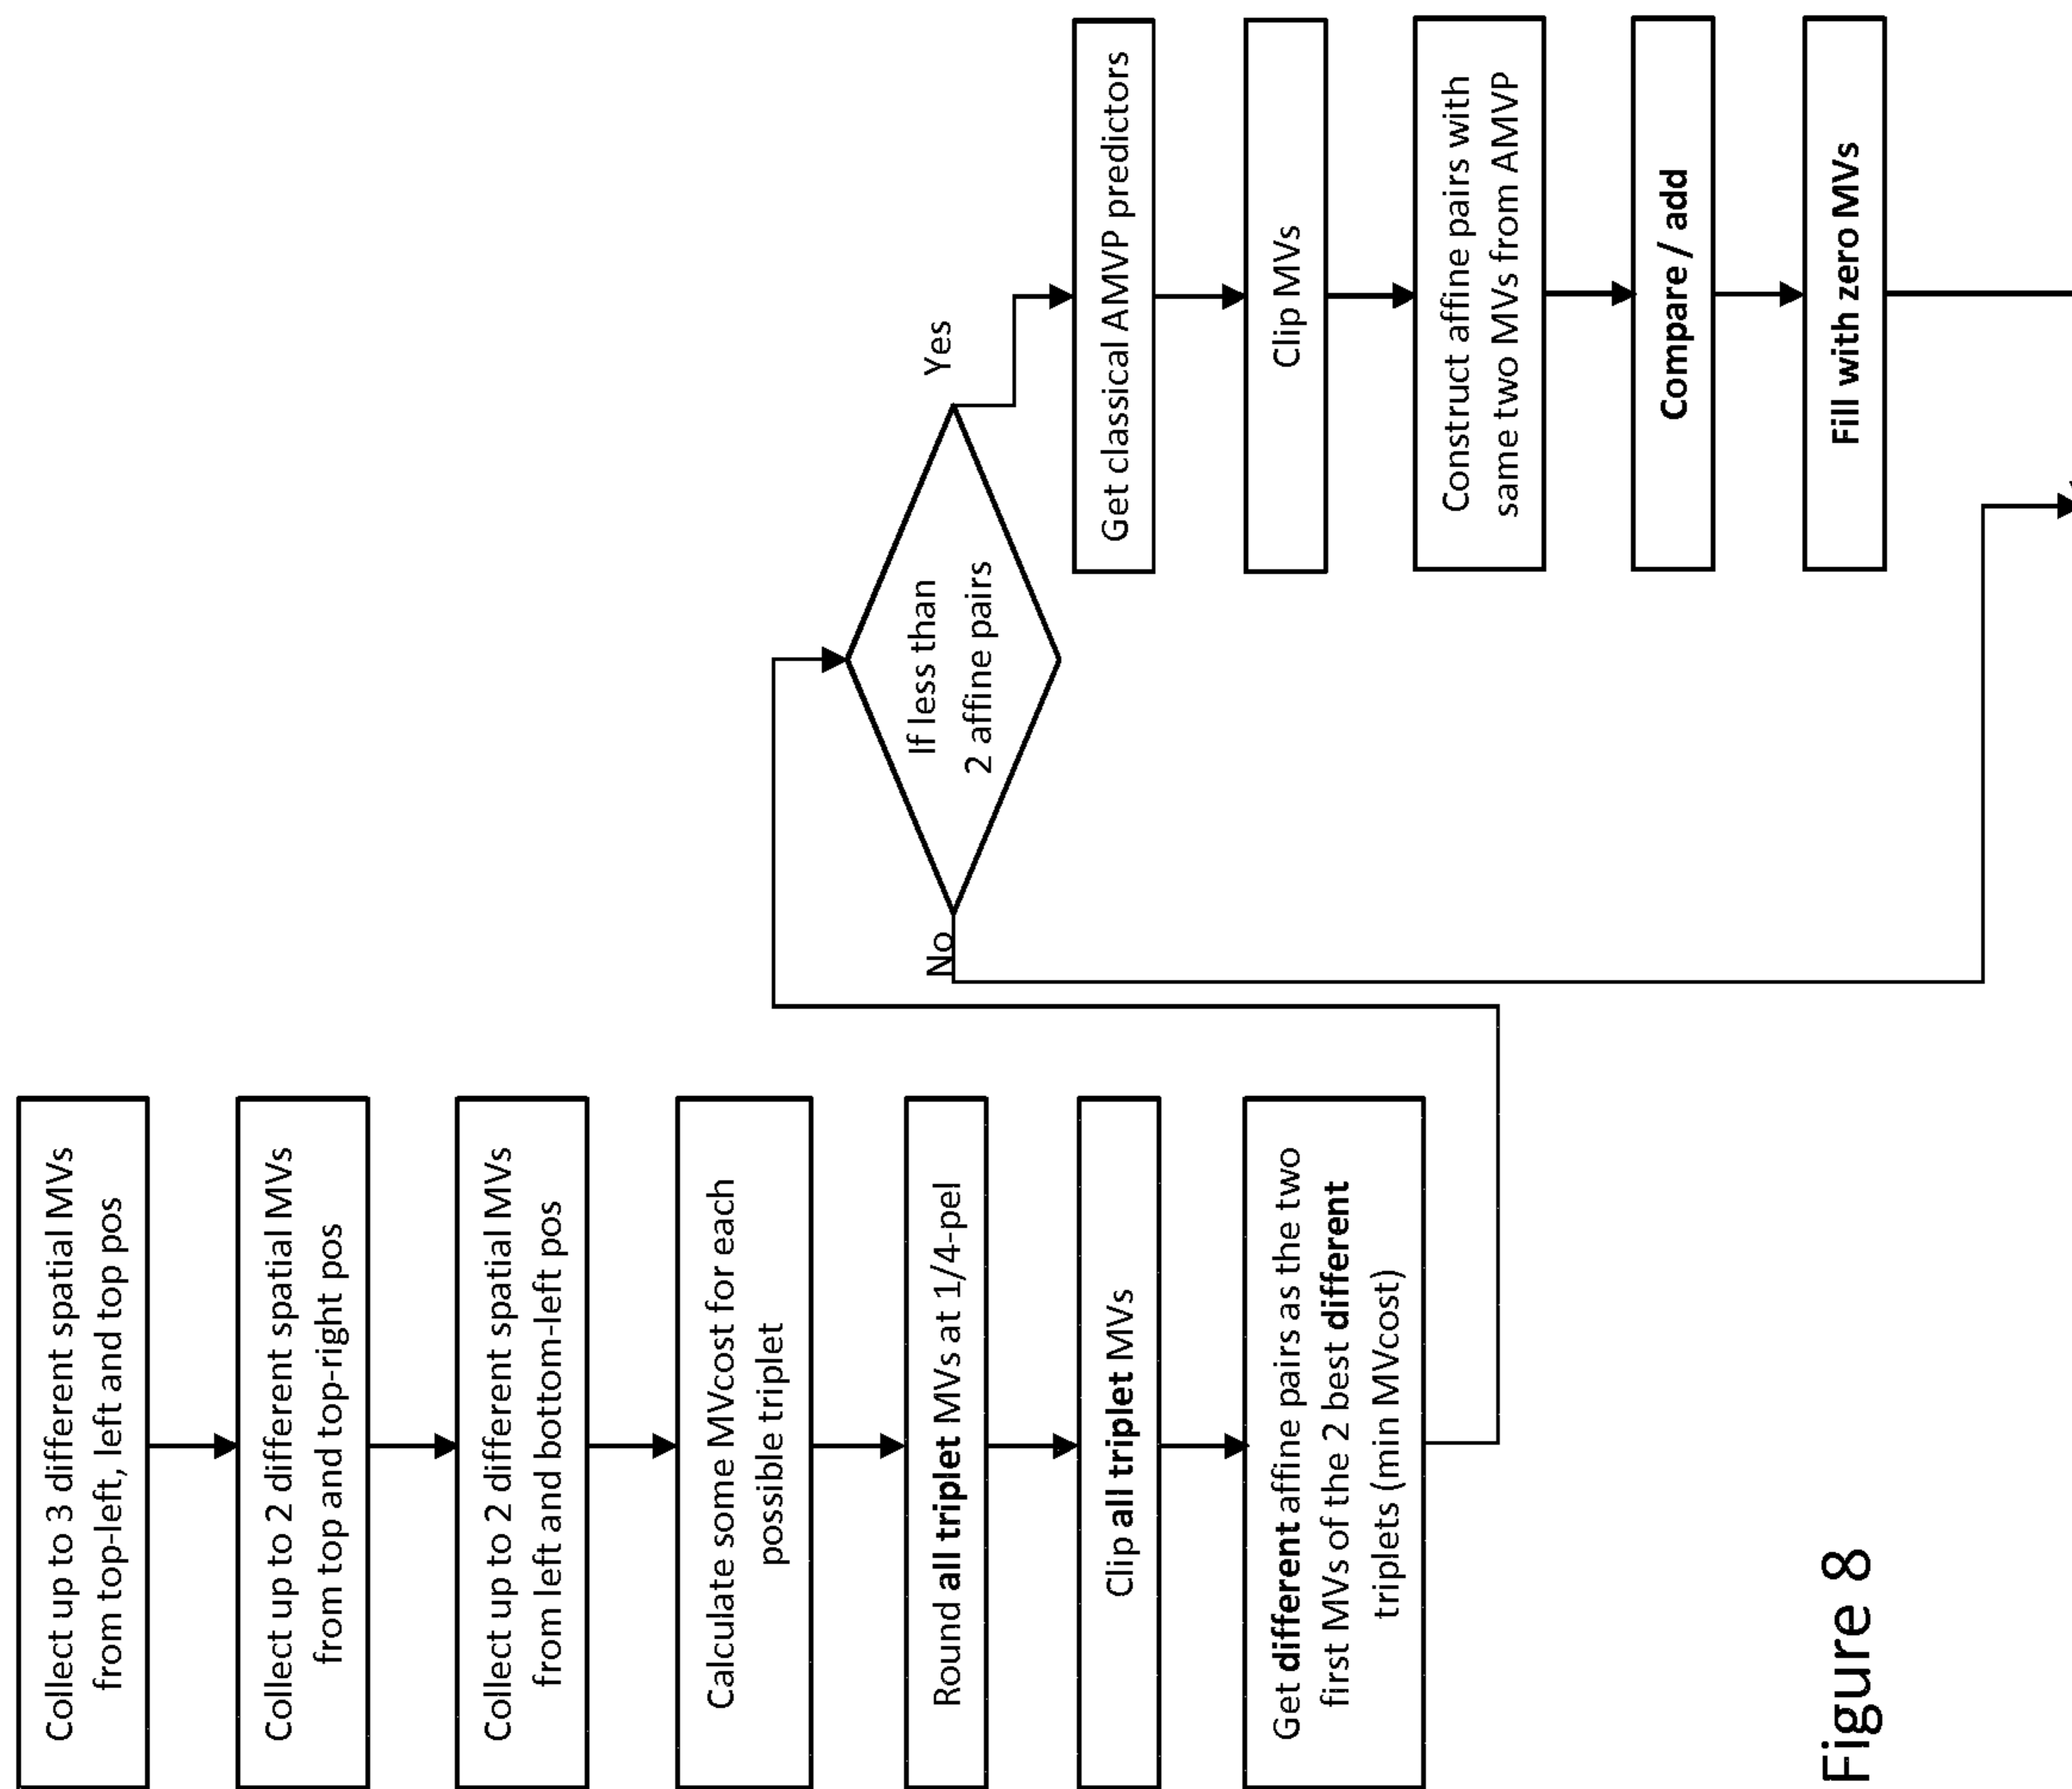 Collect up to 3 different spatial MVs
from top-left, left and top pos
Collect up to 2 different spatial MVs
from top and top-right pos
Collect up to 2 different spatial MVs
from left and bottom-left pos
Calculate some MVcost for each
possible triplet
Round all triplet MVs at 1/4-pel
Clip all triplet MVs
Get different affine pairs as the two
first MVs of the 2 best different
triplets (min MVcost)
If less than
2 affine pairs
No
Yes
Get classical AMVP predictors
Clip MVs
Construct affine pairs with
same two MVs from AMVP
Compare / add
Fill with zero MVs
Figure 8